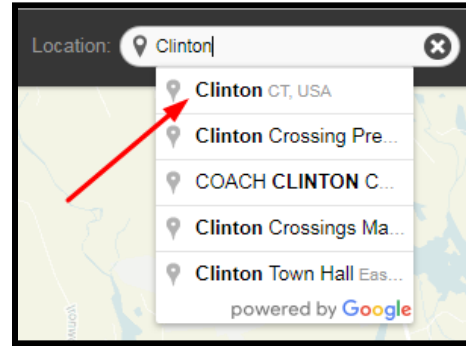 Location: Clinton
Clinton CT, USA
Clinton Crossing Pre...
COACH CLINTON C...
Clinton Crossings Ma...
Clinton Town Hall Eas...
powered by Google